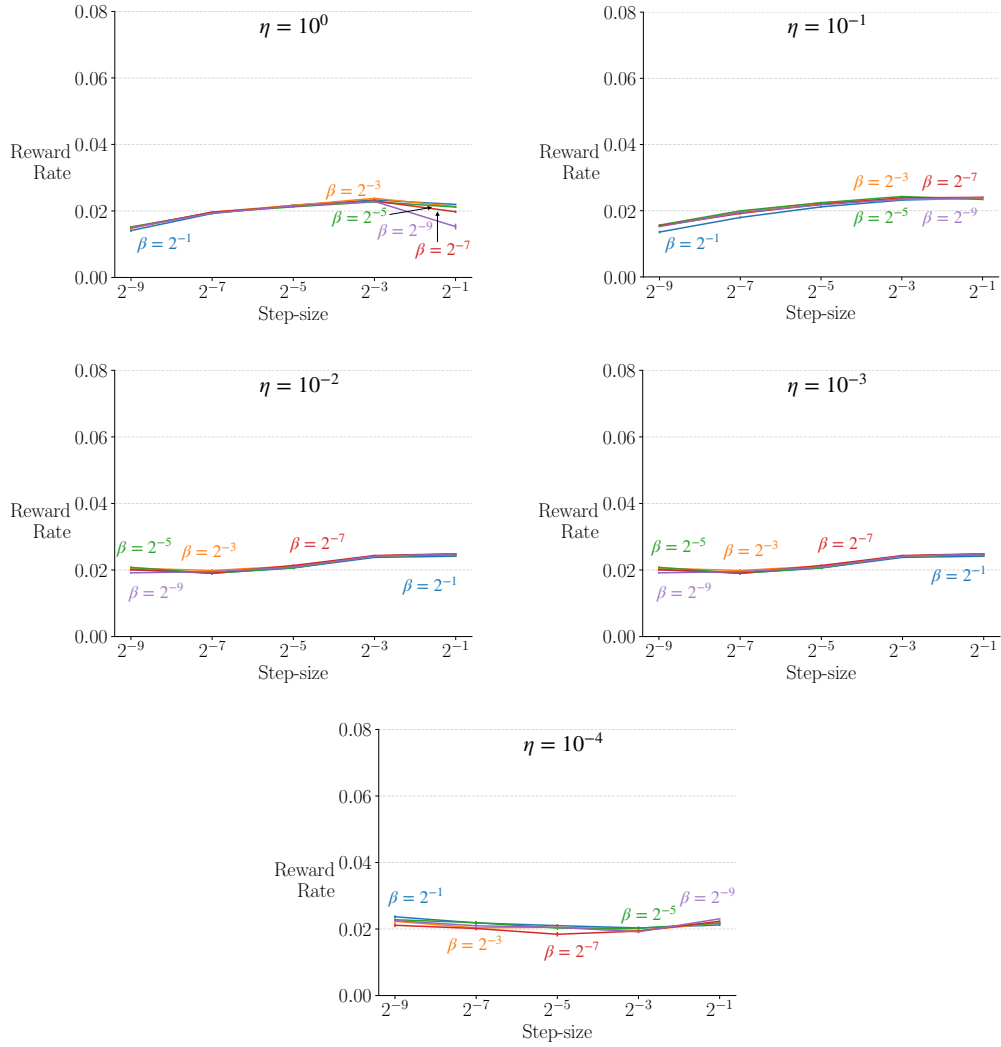 η = 10⁰
0.08
0.06
0.04
Reward
Rate
0.02
0.00
β = 2⁻³
β = 2⁻⁵
β = 2⁻⁹
β = 2⁻¹
β = 2⁻⁷
2⁻⁹ 2⁻⁷ 2⁻⁵ 2⁻³ 2⁻¹
Step-size
η = 10⁻¹
0.08
0.06
0.04
Reward
Rate
0.02
0.00
β = 2⁻³ β = 2⁻⁷
β = 2⁻⁵ β = 2⁻⁹
β = 2⁻¹
2⁻⁹ 2⁻⁷ 2⁻⁵ 2⁻³ 2⁻¹
Step-size
η = 10⁻²
0.08
0.06
0.04
Reward
Rate
0.02
0.00
β = 2⁻⁵ β = 2⁻³ β = 2⁻⁷
β = 2⁻⁹ β = 2⁻¹
2⁻⁹ 2⁻⁷ 2⁻⁵ 2⁻³ 2⁻¹
Step-size
η = 10⁻³
0.08
0.06
0.04
Reward
Rate
0.02
0.00
β = 2⁻⁵ β = 2⁻³ β = 2⁻⁷
β = 2⁻⁹ β = 2⁻¹
2⁻⁹ 2⁻⁷ 2⁻⁵ 2⁻³ 2⁻¹
Step-size
η = 10⁻⁴
0.08
0.06
0.04
Reward
Rate
0.02
0.00
β = 2⁻¹ β = 2⁻⁵ β = 2⁻⁹
β = 2⁻³ β = 2⁻⁷
2⁻⁹ 2⁻⁷ 2⁻⁵ 2⁻³ 2⁻¹
Step-size